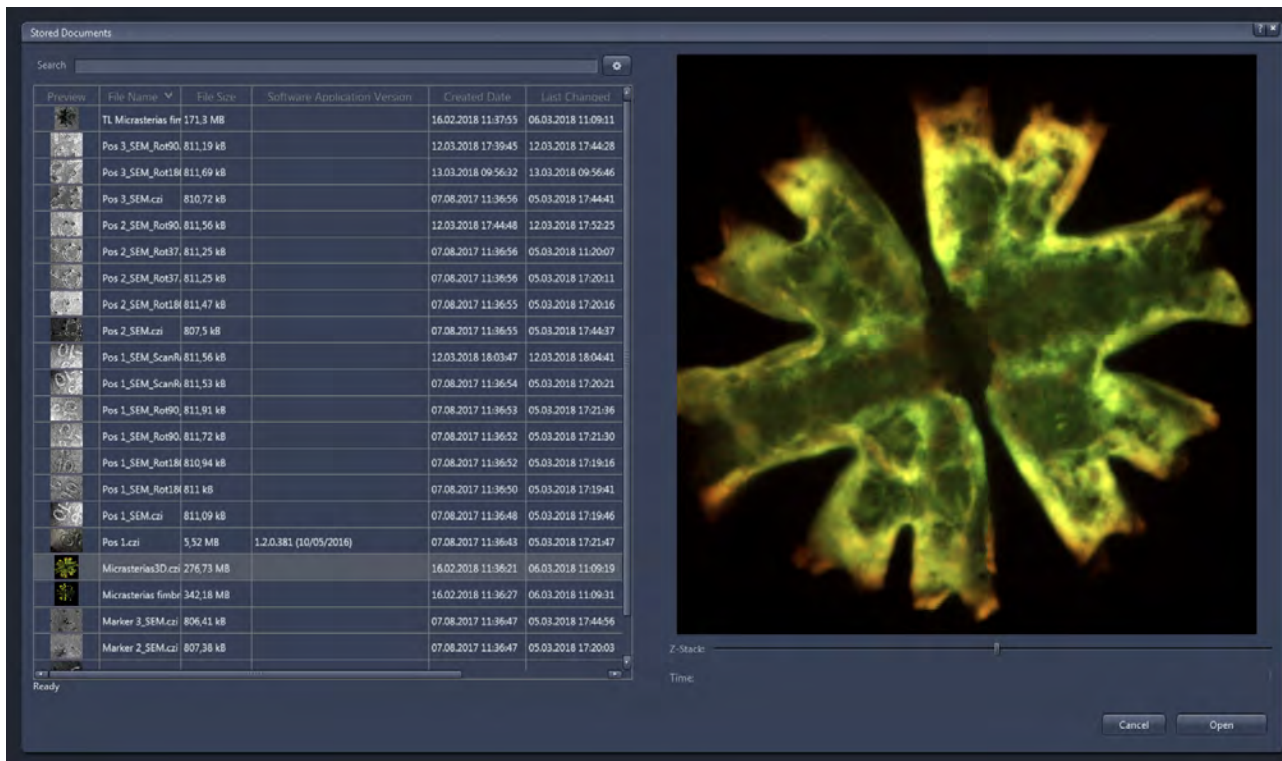 Stored Documents
Search
Preview File Name File Size Software Application Version Created Date Last Changed
TL Micrasterias fim 171,3 MB 16.02.2018 11:37:55 06.03.2018 11:09:11
Pos 3_SEM_Rot90. 811,19 kB 12.03.2018 17:39:45 12.03.2018 17:44:28
Pos 3_SEM_Rot18( 811,69 kB 13.03.2018 09:56:32 13.03.2018 09:56:46
Pos 3_SEM.czi 810,72 kB 07.08.2017 11:36:56 05.03.2018 17:44:41
Pos 2_SEM_Rot90. 811,56 kB 12.03.2018 17:44:48 12.03.2018 17:52:25
Pos 2_SEM_Rot37. 811,25 kB 07.08.2017 11:36:56 05.03.2018 11:20:07
Pos 2_SEM_Rot37. 811,25 kB 07.08.2017 11:36:56 05.03.2018 17:20:11
Pos 2_SEM_Rot18( 811,47 kB 07.08.2017 11:36:55 05.03.2018 17:20:16
Pos 2_SEM.czi 807,5 kB 07.08.2017 11:36:55 05.03.2018 17:44:37
Pos 1_SEM_ScanR 811,56 kB 12.03.2018 18:03:47 12.03.2018 18:04:41
Pos 1_SEM_ScanR 811,53 kB 07.08.2017 11:36:54 05.03.2018 17:20:21
Pos 1_SEM_Rot90_ 811,91 kB 07.08.2017 11:36:53 05.03.2018 17:21:36
Pos 1_SEM_Rot90. 811,72 kB 07.08.2017 11:36:52 05.03.2018 17:21:30
Pos 1_SEM_Rot18( 810,94 kB 07.08.2017 11:36:52 05.03.2018 17:19:16
Pos 1_SEM_Rot18( 811 kB 07.08.2017 11:36:50 05.03.2018 17:19:41
Pos 1_SEM.czi 811,09 kB 07.08.2017 11:36:48 05.03.2018 17:19:46
Pos 1.czi 5,52 MB 1.2.0.381 (10/05/2016) 07.08.2017 11:36:43 05.03.2018 17:21:47
Micrasterias3D.czi 276,73 MB 16.02.2018 11:36:21 06.03.2018 11:09:19
Micrasterias fimbr 342,18 MB 16.02.2018 11:36:27 06.03.2018 11:09:31
Marker 3_SEM.czi 806,41 kB 07.08.2017 11:36:47 05.03.2018 17:44:56
Marker 2_SEM.czi 807,38 kB 07.08.2017 11:36:47 05.03.2018 17:20:03
Ready
Z-Stack:
Time:
Cancel Open